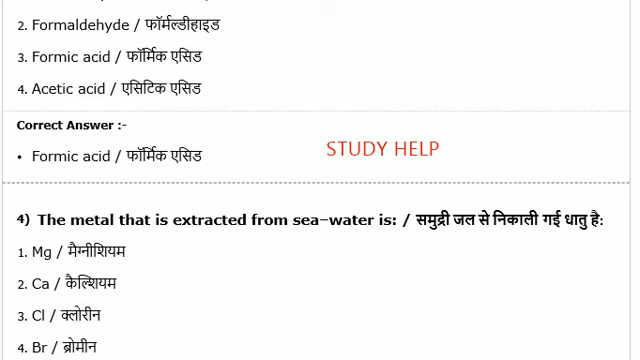 2. Formaldehyde / फॉर्मल्डीहाइड
3. Formic acid / फॉर्मिक एसिड
4. Acetic acid / एसिटिक एसिड
Correct Answer :-
• Formic acid / फॉर्मिक एसिड
STUDY HELP
4) The metal that is extracted from sea-water is: / समुद्री जल से निकाली गई धातु है:
1. Mg / मैग्नीशियम
2. Ca / कैल्शियम
3. Cl / क्लोरीन
4. Br / ब्रोमीन